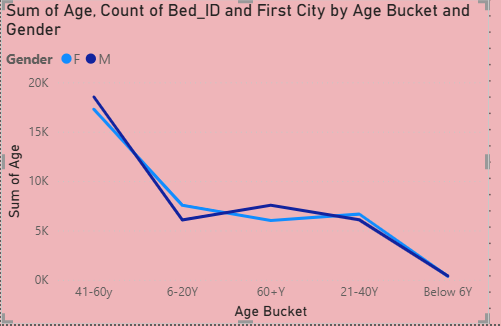 Sum of Age, Count of Bed_ID and First City by Age Bucket and
Gender
Gender F M
20K
15K
10K
5K
0K
Sum of Age
41-60y 6-20Y 60+Y 21-40Y Below 6Y
Age Bucket